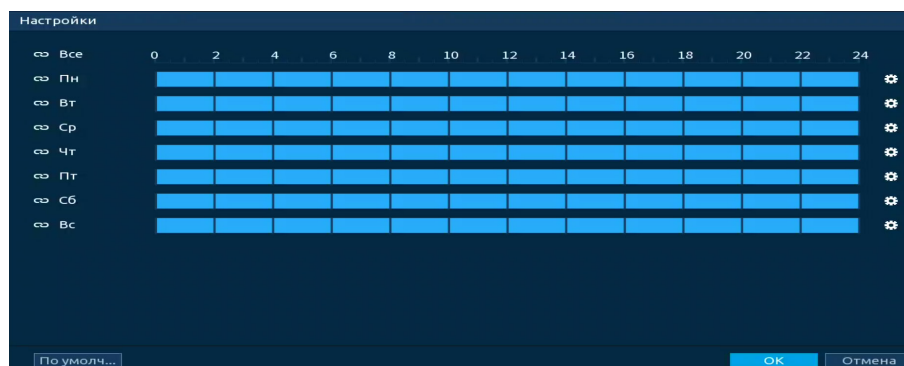 Настройки
Все 0 2 4 6 8 10 12 14 16 18 20 22 24
Пн
Вт
Ср
Чт
Пт
Сб
Вс
По умолч... OK Отмена